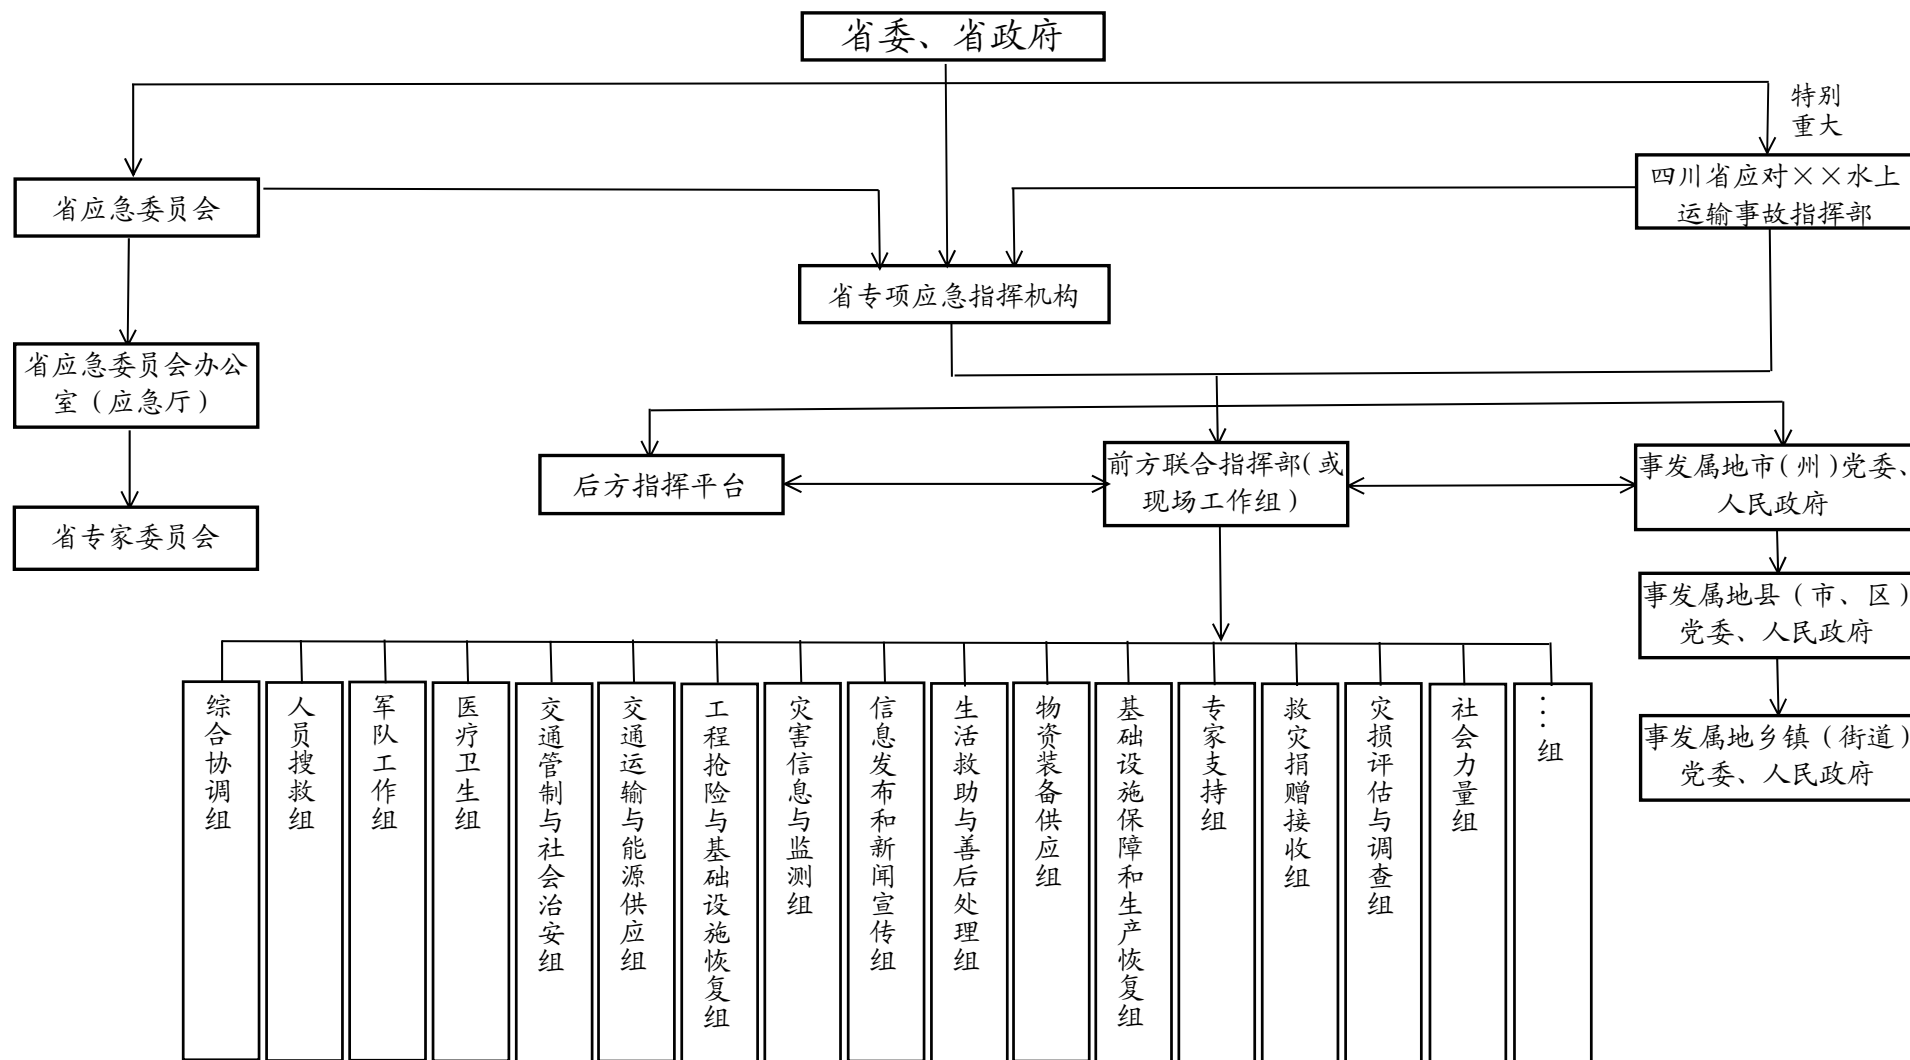 省委、省政府
特别
重大
四川省应对××水上
运输事故指挥部
省应急委员会
省专项应急指挥机构
省应急委员会办公
室（应急厅）
省专家委员会
后方指挥平台
前方联合指挥部(或
现场工作组)
事发属地市(州)党委、
人民政府
事发属地县（市、区）
党委、人民政府
事发属地乡镇（街道）
党委、人民政府
综合协调组
人员搜救组
军队工作组
医疗卫生组
交通管制与社会治安组
交通运输与能源供应组
工程抢险与基础设施恢复组
灾害信息与监测组
信息发布和新闻宣传组
生活救助与善后处理组
物资装备供应组
基础设施保障和生产恢复组
专家支持组
救灾捐赠接收组
灾损评估与调查组
社会力量组
…组